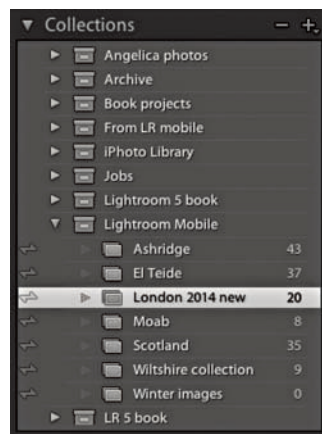 Collections
Angelica photos
Archive
Book projects
From LR mobile
iPhoto Library
Jobs
Lightroom 5 book
Lightroom Mobile
Ashridge 43
El Teide 37
London 2014 new 20
Moab 8
Scotland 35
Wiltshire collection 9
Winter images 0
LR 5 book